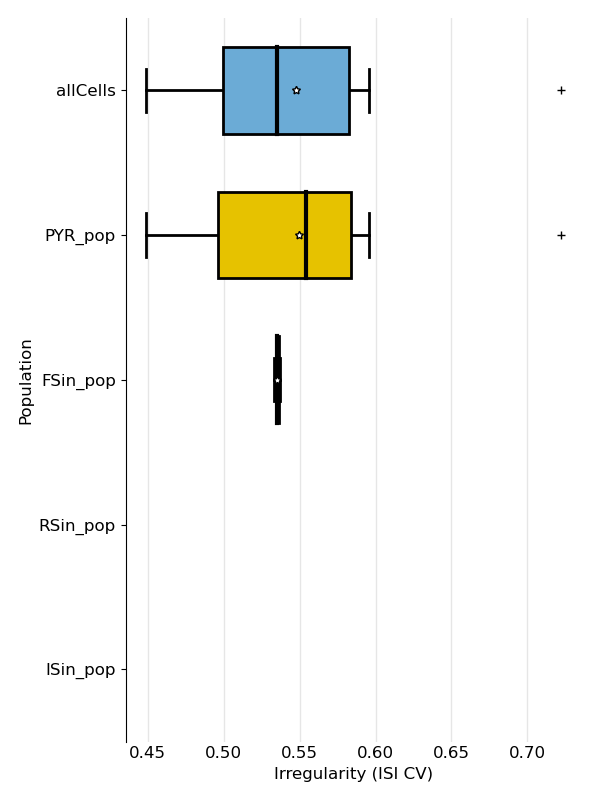 allCells
PYR_pop
FSin_pop
RSin_pop
ISin_pop
Population
0.45 0.50 0.55 0.60 0.65 0.70
Irregularity (ISI CV)